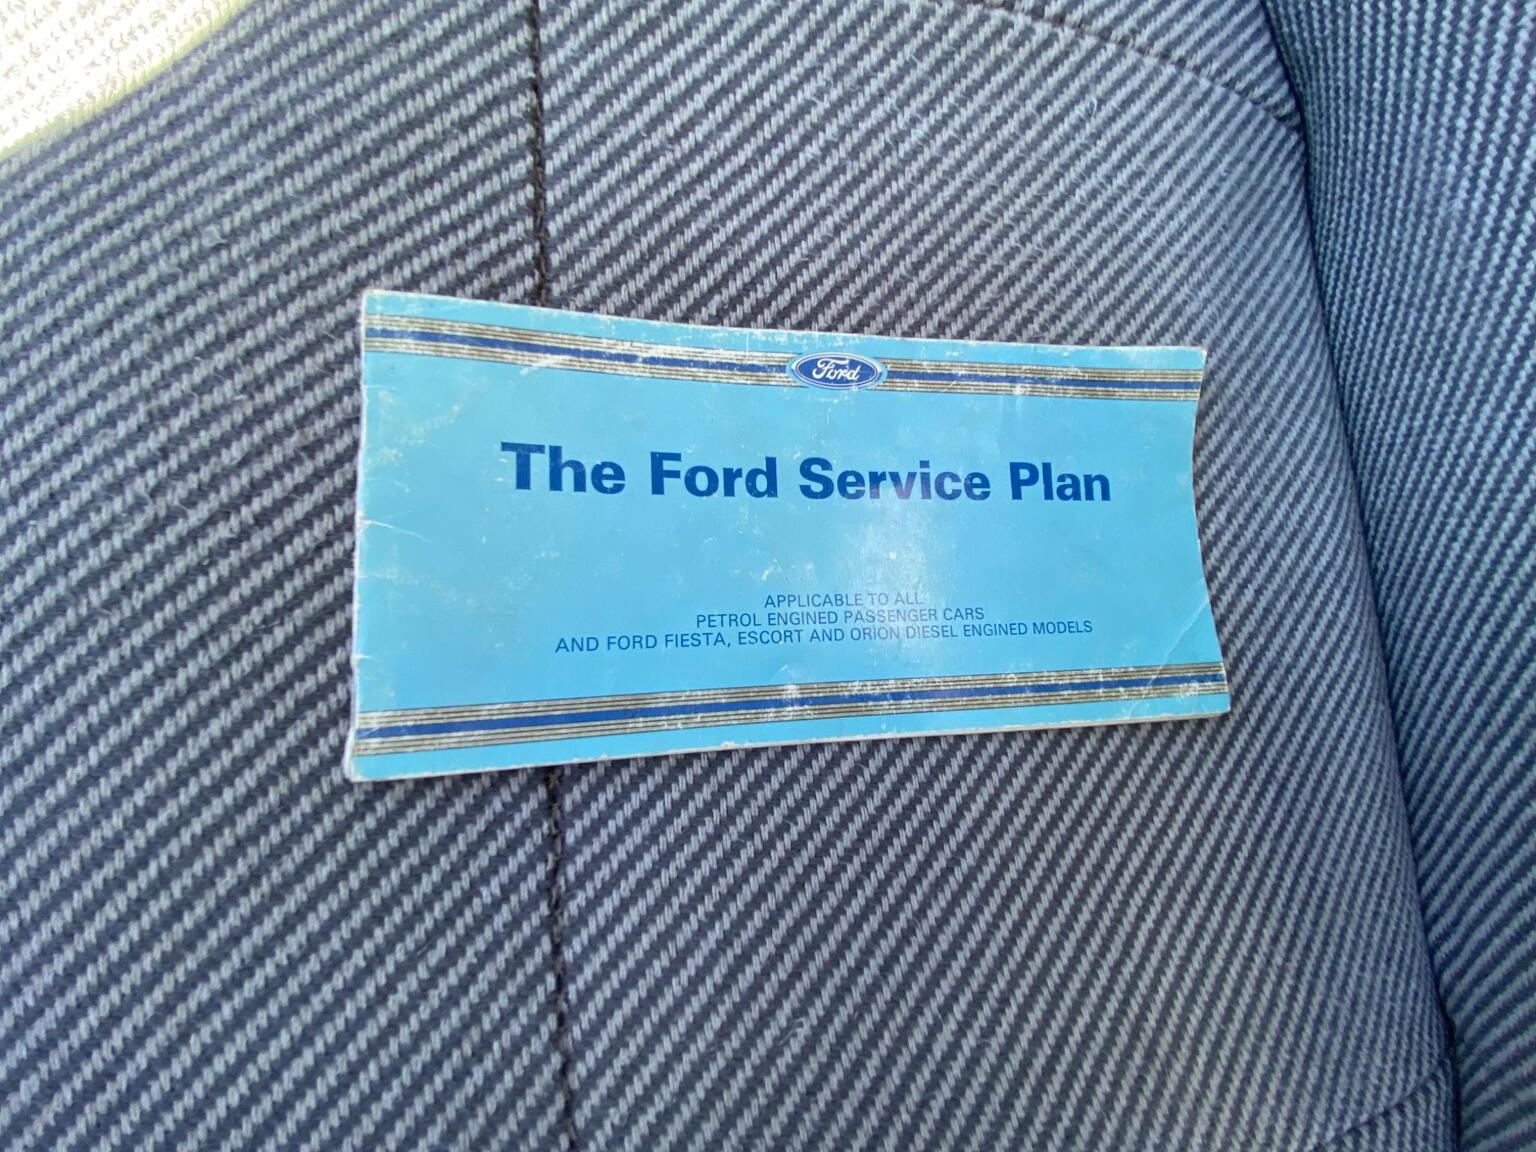 Ford
The Ford Service Plan
APPLICABLE TO ALL
PETROL ENGINED PASSENGER CARS
AND FORD FIESTA, ESCORT AND ORION DIESEL ENGINED MODELS